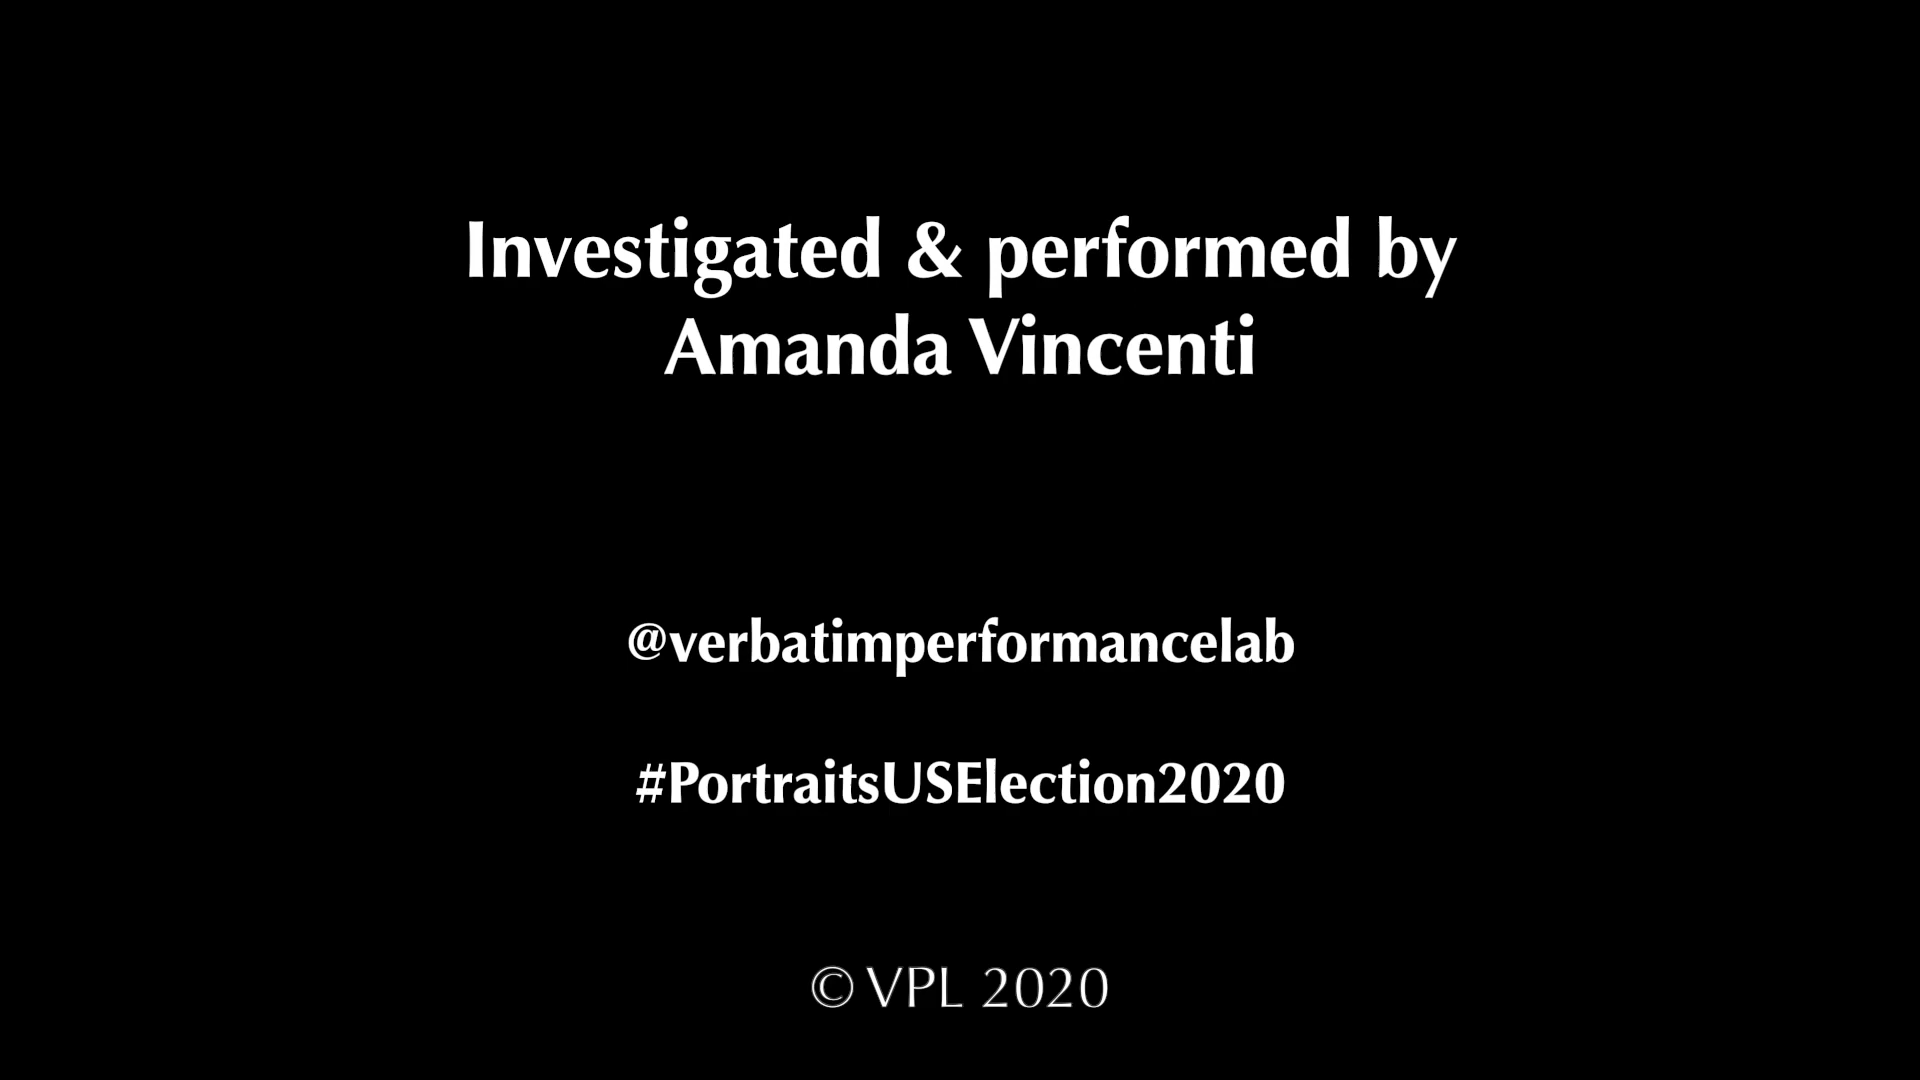 Investigated & performed by
Amanda Vincenti
@verbatimperformancelab
#PortraitsUSElection2020
© VPL 2020